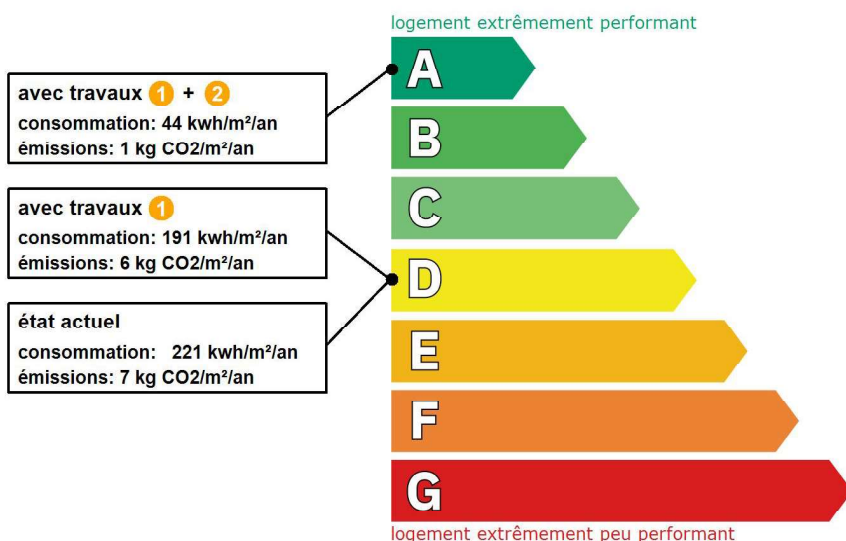 logement extrêmement performant
A
avec travaux 1 + 2
consommation: 44 kwh/m²/an
émissions: 1 kg CO2/m²/an
B
avec travaux 1
consommation: 191 kwh/m²/an
émissions: 6 kg CO2/m²/an
C
D
état actuel
consommation: 221 kwh/m²/an
émissions: 7 kg CO2/m²/an
E
F
G
logement extrêmement peu performant